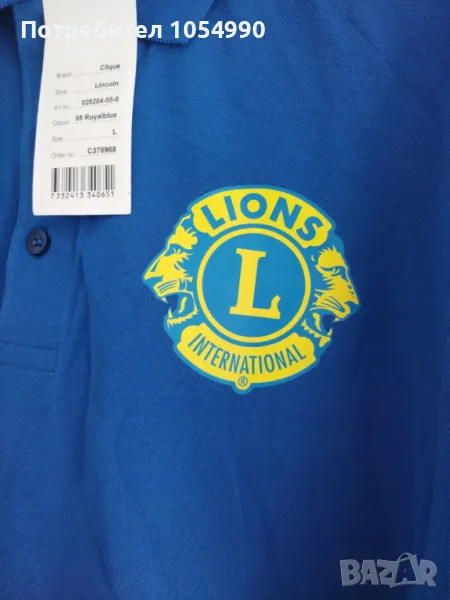 Потребител 1054990
Brand: Clique
Style: Lincoln
Art no: 028204-55-6
Colour: 55 Royalblue
Size: L
Order no: C376968
7332413 340651
LIONS
L
INTERNATIONAL
®
BAZAR